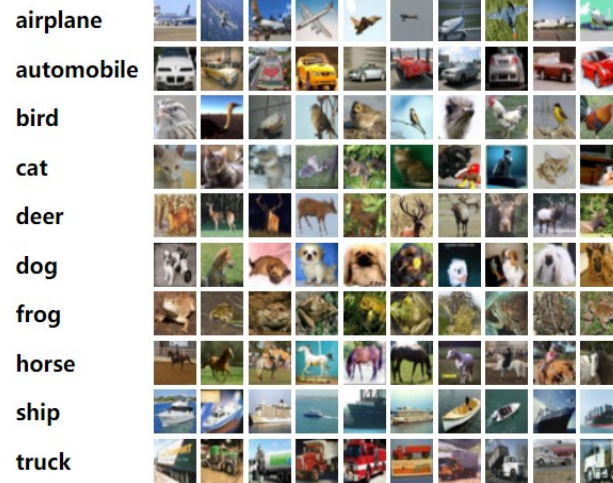 airplane
automobile
bird
cat
deer
dog
frog
horse
ship
truck